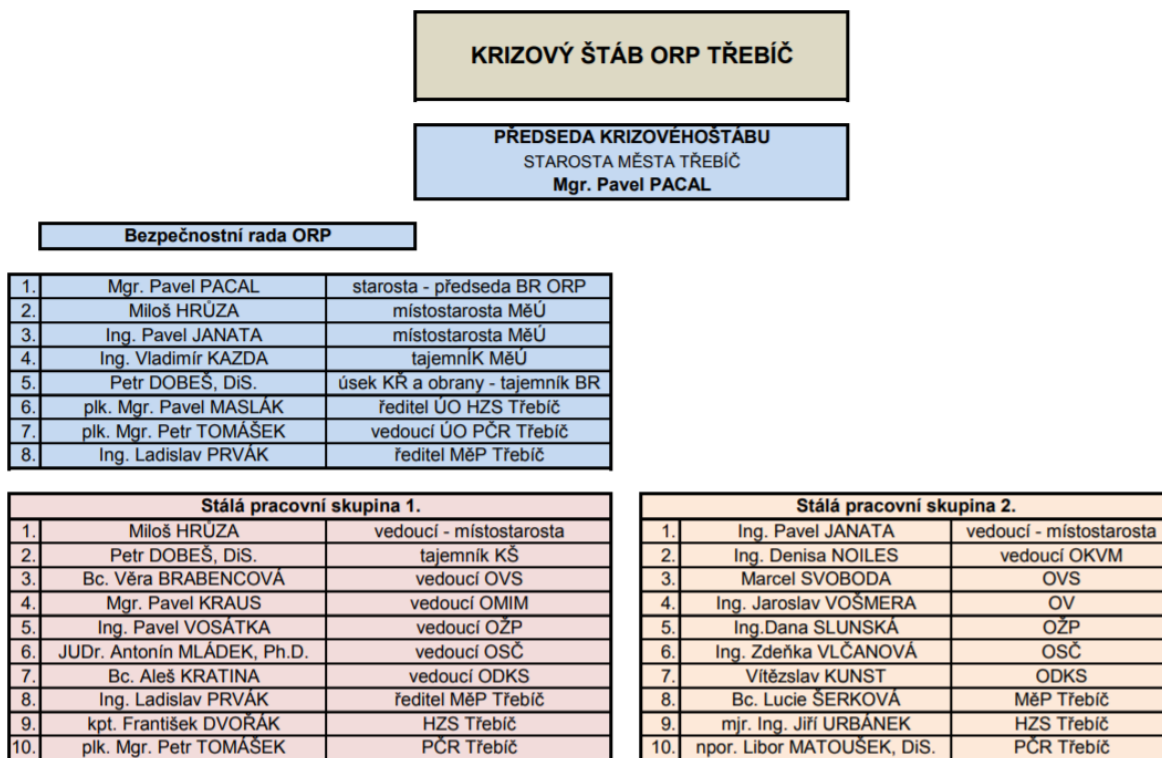 KRIZOVÝ ŠTÁB ORP TŘEBÍČ
PŘEDSEDA KRIZOVÉHOŠTÁBU
STAROSTA MĚSTA TŘEBÍČ
Mgr. Pavel PACAL
Bezpečnostní rada ORP
1. Mgr. Pavel PACAL starosta - předseda BR ORP
2. Miloš HRŮZA místostarosta MěÚ
3. Ing. Pavel JANATA místostarosta MěÚ
4. Ing. Vladimír KAZDA tajemnÍK MěÚ
5. Petr DOBEŠ, DiS. úsek KŘ a obrany - tajemník BR
6. plk. Mgr. Pavel MASLÁK ředitel ÚO HZS Třebíč
7. plk. Mgr. Petr TOMÁŠEK vedoucí ÚO PČR Třebíč
8. Ing. Ladislav PRVÁK ředitel MěP Třebíč
Stálá pracovní skupina 1.
1. Miloš HRŮZA vedoucí - místostarosta
2. Petr DOBEŠ, DiS. tajemník KŠ
3. Bc. Věra BRABENCOVÁ vedoucí OVS
4. Mgr. Pavel KRAUS vedoucí OMIM
5. Ing. Pavel VOSÁTKA vedoucí OŽP
6. JUDr. Antonín MLÁDEK, Ph.D. vedoucí OSČ
7. Bc. Aleš KRATINA vedoucí ODKS
8. Ing. Ladislav PRVÁK ředitel MěP Třebíč
9. kpt. František DVOŘÁK HZS Třebíč
10. plk. Mgr. Petr TOMÁŠEK PČR Třebíč
Stálá pracovní skupina 2.
1. Ing. Pavel JANATA vedoucí - místostarosta
2. Ing. Denisa NOILES vedoucí OKVM
3. Marcel SVOBODA OVS
4. Ing. Jaroslav VOŠMERA OV
5. Ing.Dana SLUNSKÁ OŽP
6. Ing. Zdeňka VLČANOVÁ OSČ
7. Vítězslav KUNST ODKS
8. Bc. Lucie ŠERKOVÁ MěP Třebíč
9. mjr. Ing. Jiří URBÁNEK HZS Třebíč
10. npor. Libor MATOUŠEK, DiS. PČR Třebíč